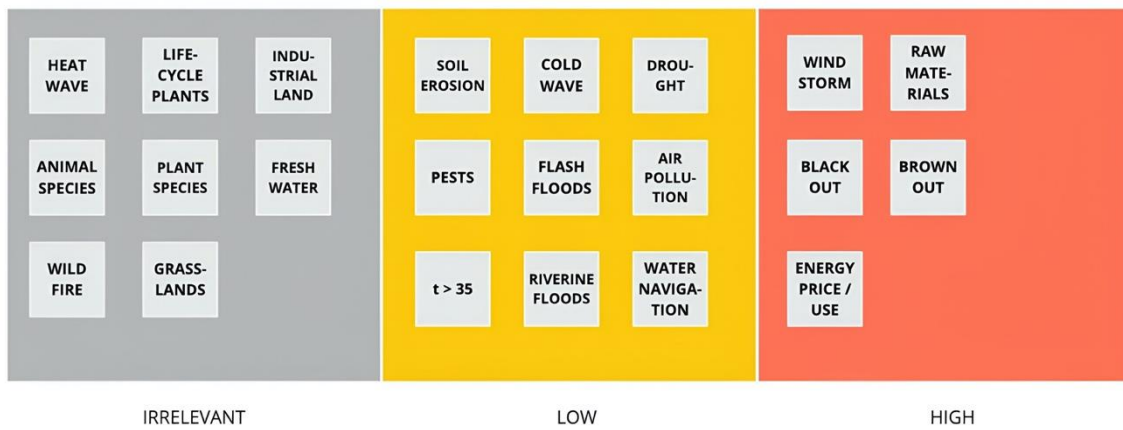 HEAT
WAVE
LIFE-
CYCLE
PLANTS
INDU-
STRIAL
LAND
ANIMAL
SPECIES
PLANT
SPECIES
FRESH
WATER
WILD
FIRE
GRASS-
LANDS
IRRELEVANT
SOIL
EROSION
COLD
WAVE
DROU-
GHT
PESTS
FLASH
FLOODS
AIR
POLLU-
TION
t > 35
RIVERINE
FLOODS
WATER
NAVIGA-
TION
LOW
WIND
STORM
RAW
MATE-
RIALS
BLACK
OUT
BROWN
OUT
ENERGY
PRICE /
USE
HIGH